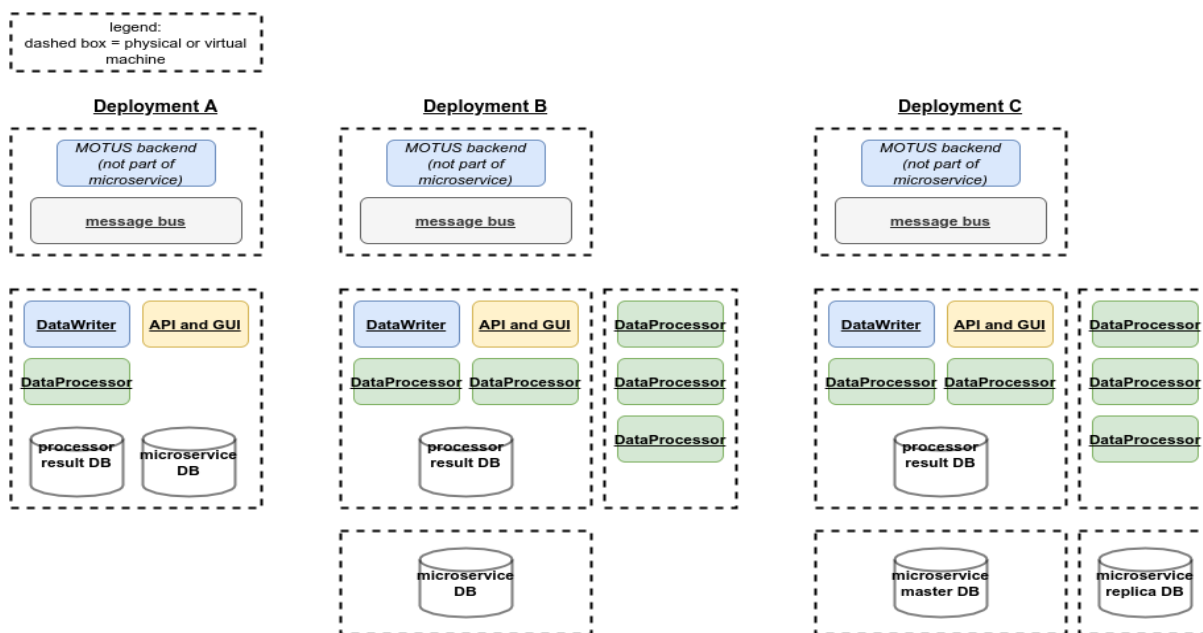 legend:
dashed box = physical or virtual
machine
Deployment A
MOTUS backend
(not part of
microservice)
message bus
DataWriter
API and GUI
DataProcessor
processor
result DB
microservice
DB
Deployment B
MOTUS backend
(not part of
microservice)
message bus
DataWriter
API and GUI
DataProcessor
DataProcessor
processor
result DB
DataProcessor
DataProcessor
DataProcessor
microservice
DB
Deployment C
MOTUS backend
(not part of
microservice)
message bus
DataWriter
API and GUI
DataProcessor
DataProcessor
processor
result DB
DataProcessor
DataProcessor
DataProcessor
microservice
master DB
microservice
replica DB